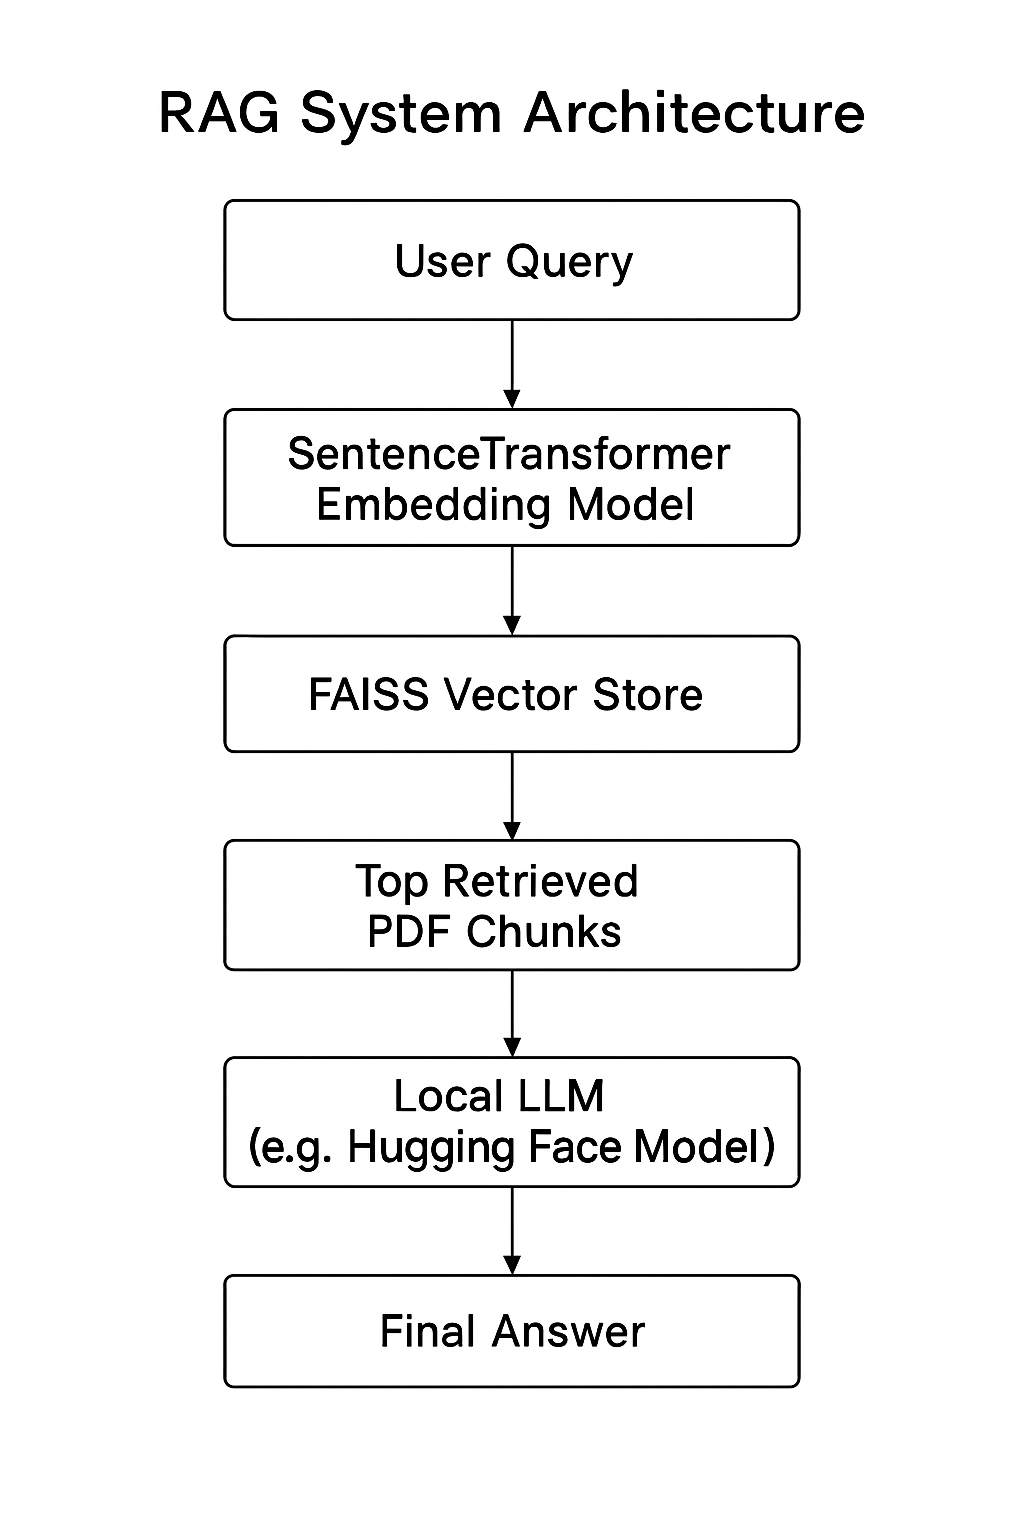 RAG System Architecture
User Query
SentenceTransformer
Embedding Model
FAISS Vector Store
Top Retrieved
PDF Chunks
Local LLM
(e.g. Hugging Face Model)
Final Answer